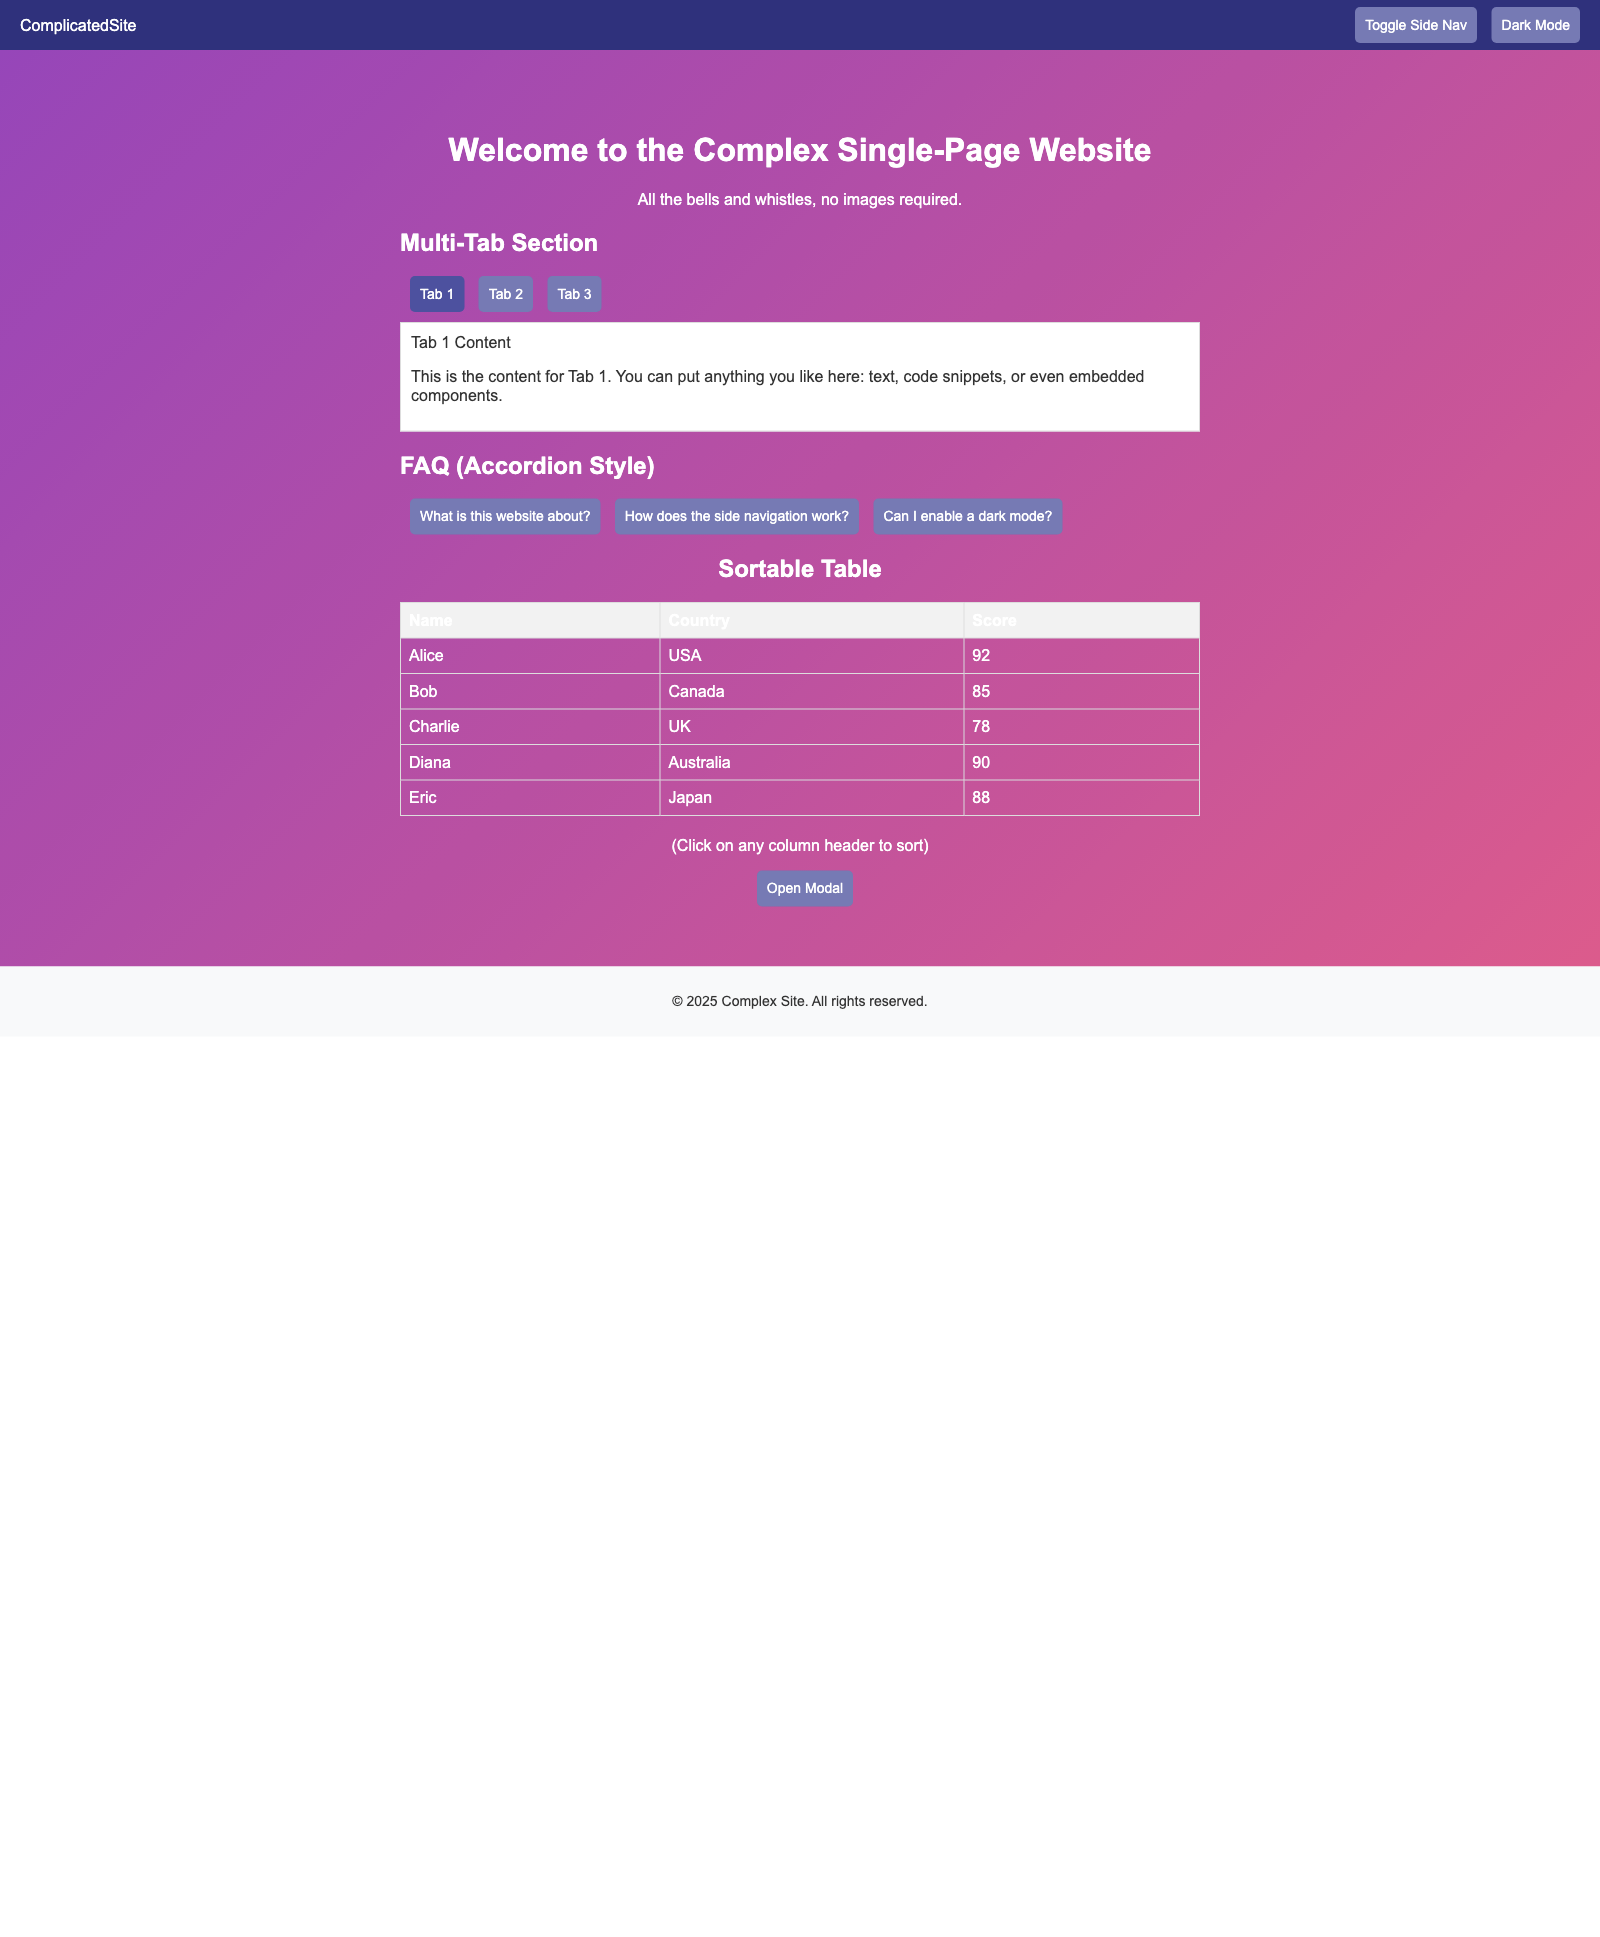 ComplicatedSite
Toggle Side Nav
Dark Mode
Welcome to the Complex Single-Page Website
All the bells and whistles, no images required.
Multi-Tab Section
Tab 1
Tab 2
Tab 3
Tab 1 Content
This is the content for Tab 1. You can put anything you like here: text, code snippets, or even embedded
components.
FAQ (Accordion Style)
What is this website about?
How does the side navigation work?
Can I enable a dark mode?
Sortable Table
Name Country Score
Alice USA 92
Bob Canada 85
Charlie UK 78
Diana Australia 90
Eric Japan 88
(Click on any column header to sort)
Open Modal
© 2025 Complex Site. All rights reserved.